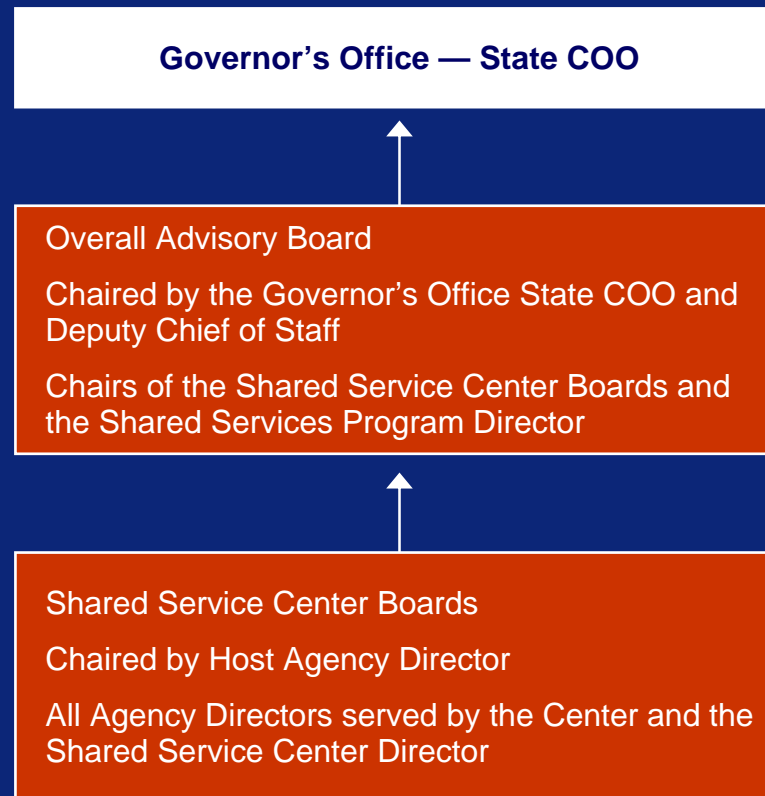 Governor’s Office — State COO
Overall Advisory Board
Chaired by the Governor’s Office State COO and
Deputy Chief of Staff
Chairs of the Shared Service Center Boards and
the Shared Services Program Director
Shared Service Center Boards
Chaired by Host Agency Director
All Agency Directors served by the Center and the
Shared Service Center Director